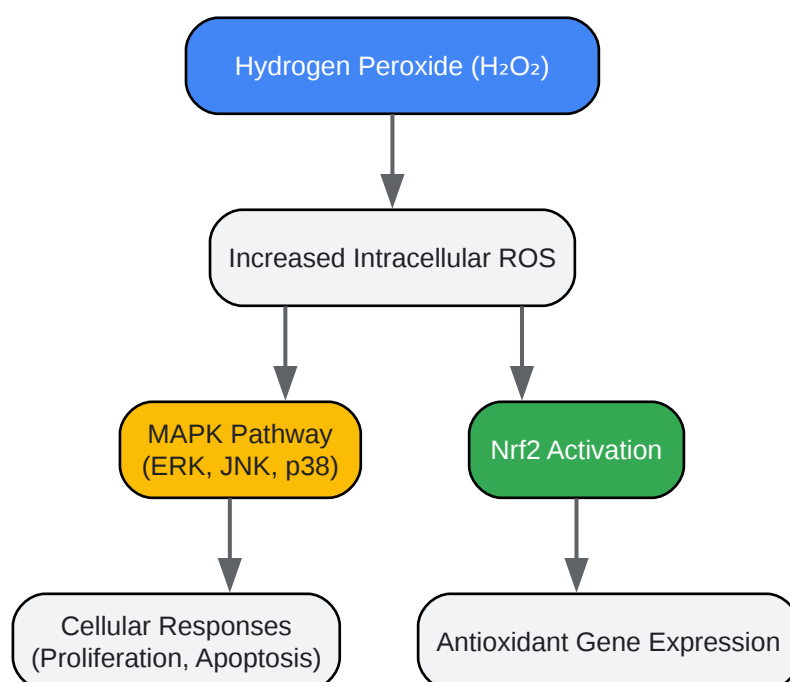 Hydrogen Peroxide (H₂O₂)
Increased Intracellular ROS
MAPK Pathway
(ERK, JNK, p38)
Nrf2 Activation
Cellular Responses
(Proliferation, Apoptosis)
Antioxidant Gene Expression